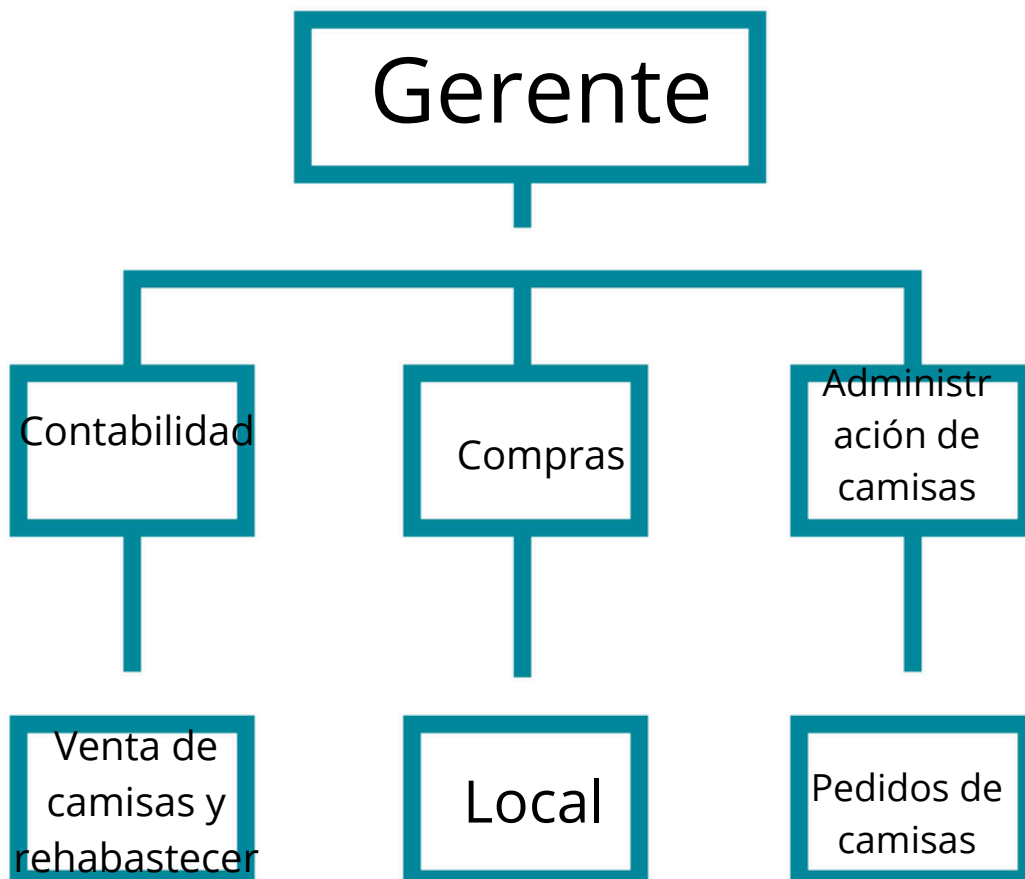 Gerente
Contabilidad
Compras
Administr
ación de
camisas
Venta de
camisas y
rehabastecer
Local
Pedidos de
camisas